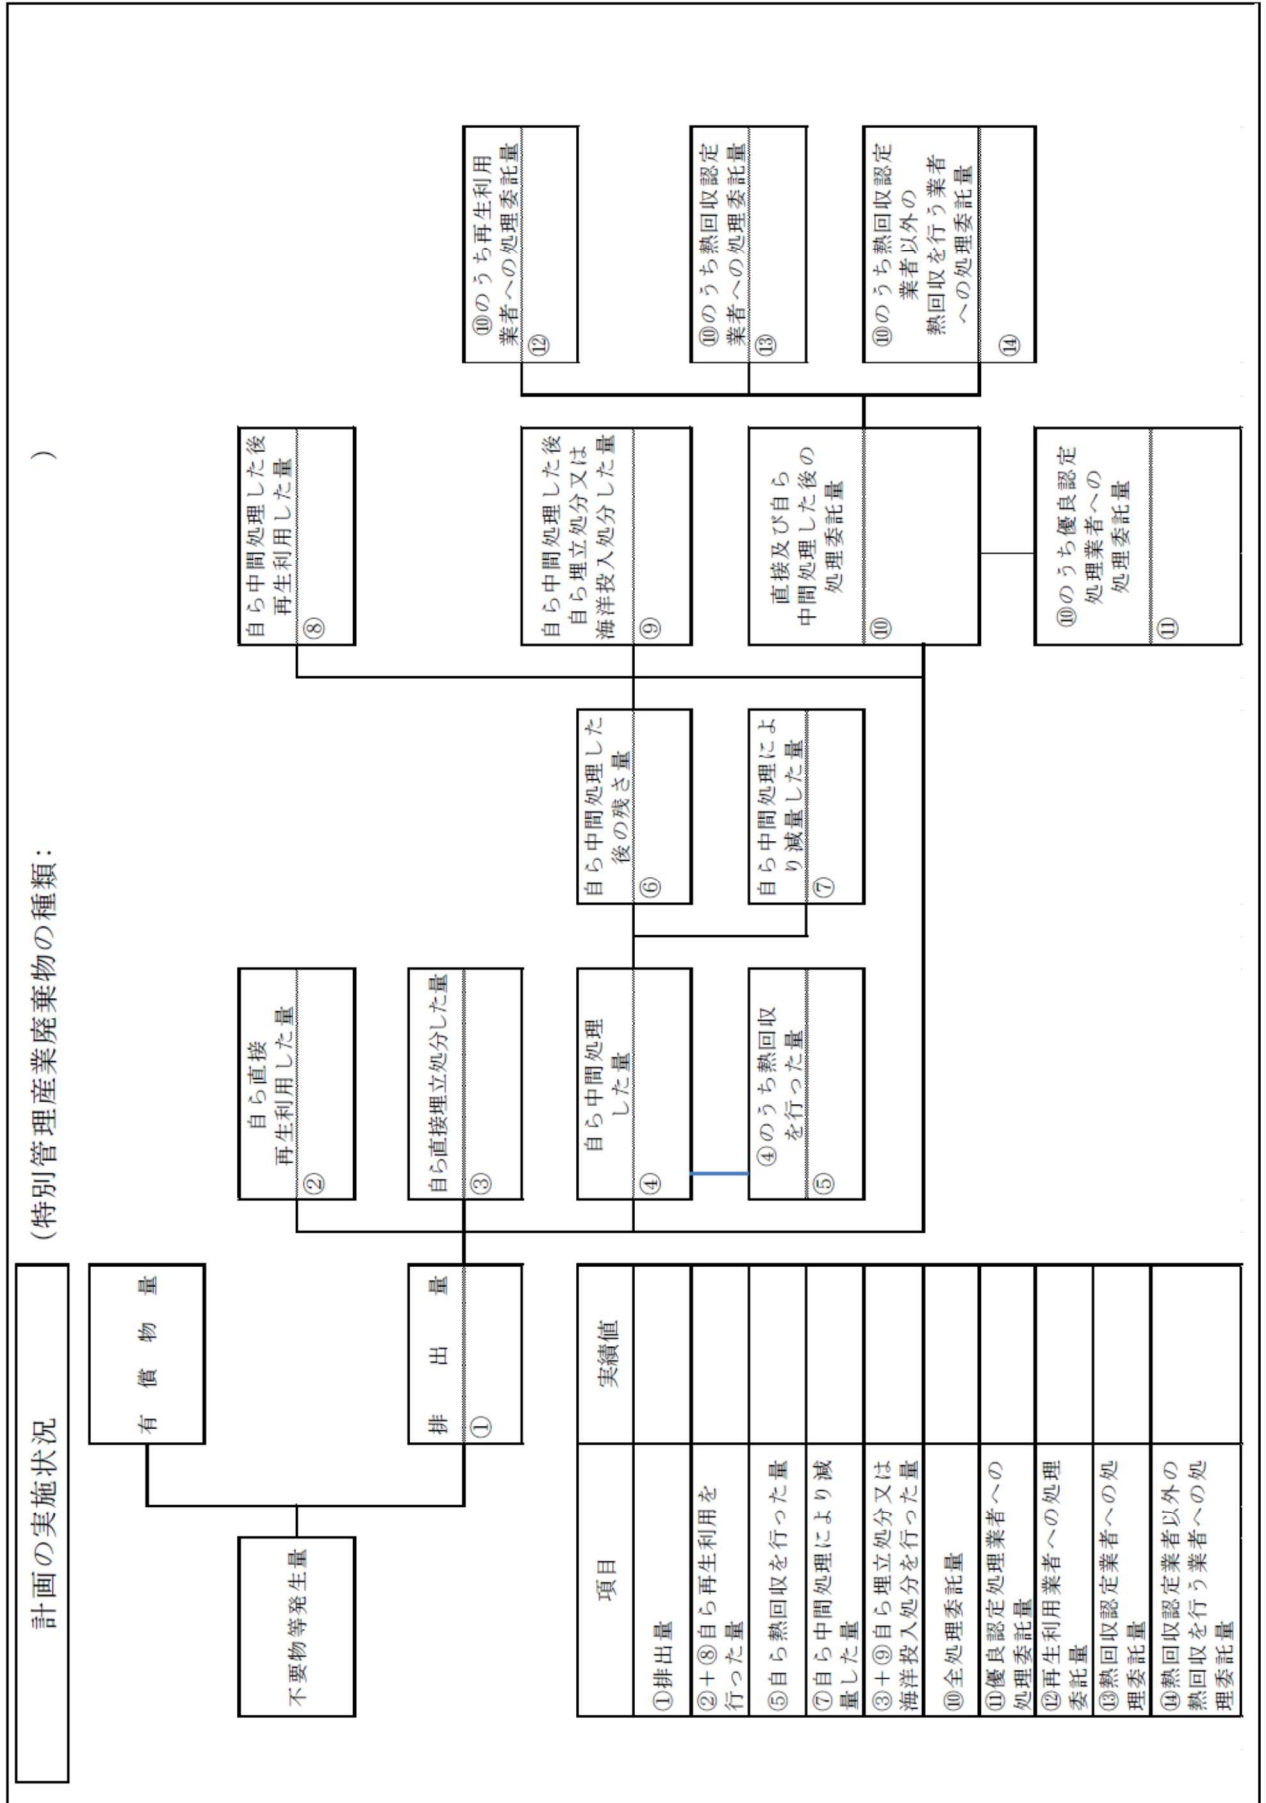 計画の実施状況
(特別管理産業廃棄物の種類：　　　)
不要物等発生量
有償物量
排出量
①
自ら直接
再生利用した量
②
自ら直接埋立処分した量
③
自ら中間処理
した量
④
④のうち熱回収
を行った量
⑤
自ら中間処理した
後の残さ量
⑥
自ら中間処理によ
り減量した量
⑦
自ら中間処理した後
再生利用した量
⑧
自ら中間処理した後
自ら埋立処分又は
海洋投入処分した量
⑨
直接及び自ら
中間処理した後の
処理委託量
⑩
⑩のうち優良認定
処理業者への
処理委託量
⑪
⑩のうち再生利用
業者への処理委託量
⑫
⑩のうち熱回収認定
業者への処理委託量
⑬
⑩のうち熱回収認定
業者以外の
熱回収を行う業者
への処理委託量
⑭
項目
実績値
①排出量
②＋⑧自ら再生利用を
行った量
⑤自ら熱回収を行った量
⑦自ら中間処理により減
量した量
③＋⑨自ら埋立処分又は
海洋投入処分を行った量
⑩全処理委託量
⑪優良認定処理業者への
処理委託量
⑫再生利用業者への処理
委託量
⑬熱回収認定業者への処
理委託量
⑭熱回収認定業者以外の
熱回収を行う業者への処
理委託量